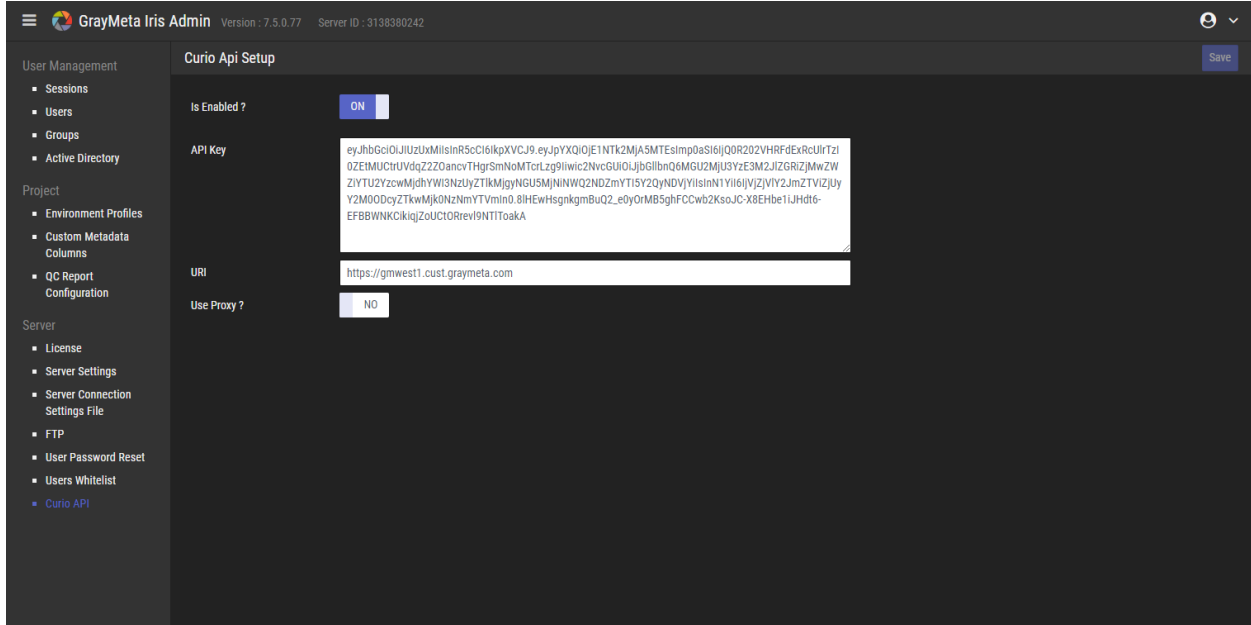 GrayMeta Iris Admin Version : 7.5.0.77 Server ID : 3138380242
User Management
Sessions
Users
Groups
Active Directory
Project
Environment Profiles
Custom Metadata
Columns
QC Report
Configuration
Server
License
Server Settings
Server Connection
Settings File
FTP
User Password Reset
Users Whitelist
Curio API
Curio Api Setup
Save
Is Enabled ?
ON
API Key
URI
https://gmwest1.cust.graymeta.com
Use Proxy ?
NO